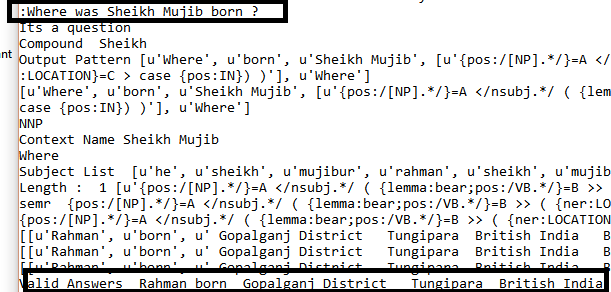 :Where was Sheikh Mujib born ?
Its a question
Compound  Sheikh
Output Pattern [u'Where', u'born', u'Sheikh Mujib', [u'{pos:/[NP].*/}=A </
ant
:LOCATION}=C > case {pos:IN}) )'], u'Where']
[u'Where', u'born', u'Sheikh Mujib', [u'{pos:/[NP].*/}=A </nsubj.*/ ( {lem
case {pos:IN}) )'], u'Where']
NNP
Context Name Sheikh Mujib
Where
Subject List  [u'he', u'sheikh', u'mujibur', u'rahman', u'sheikh', u'mujib
Length :  1 [u'{pos:/[NP].*/}=A </nsubj.*/ ( {lemma:bear;pos:/VB.*/}=B >>
semr  {pos:/[NP].*/}=A </nsubj.*/ ( {lemma:bear;pos:/VB.*/}=B >> ( {ner:LO
{pos:/[NP].*/}=A </nsubj.*/ ( {lemma:bear;pos:/VB.*/}=B >> ( {ner:LOCATION
[[u'Rahman', u'born', u' Gopalganj District   Tungipara  British India   B
[[u'Rahman', u'born', u' Gopalganj District   Tungipara  British India   B
[[u'Rahman', u'born', u' Gopalganj District   Tungipara  British India   B
Valid Answers  Rahman born  Gopalganj District   Tungipara  British India